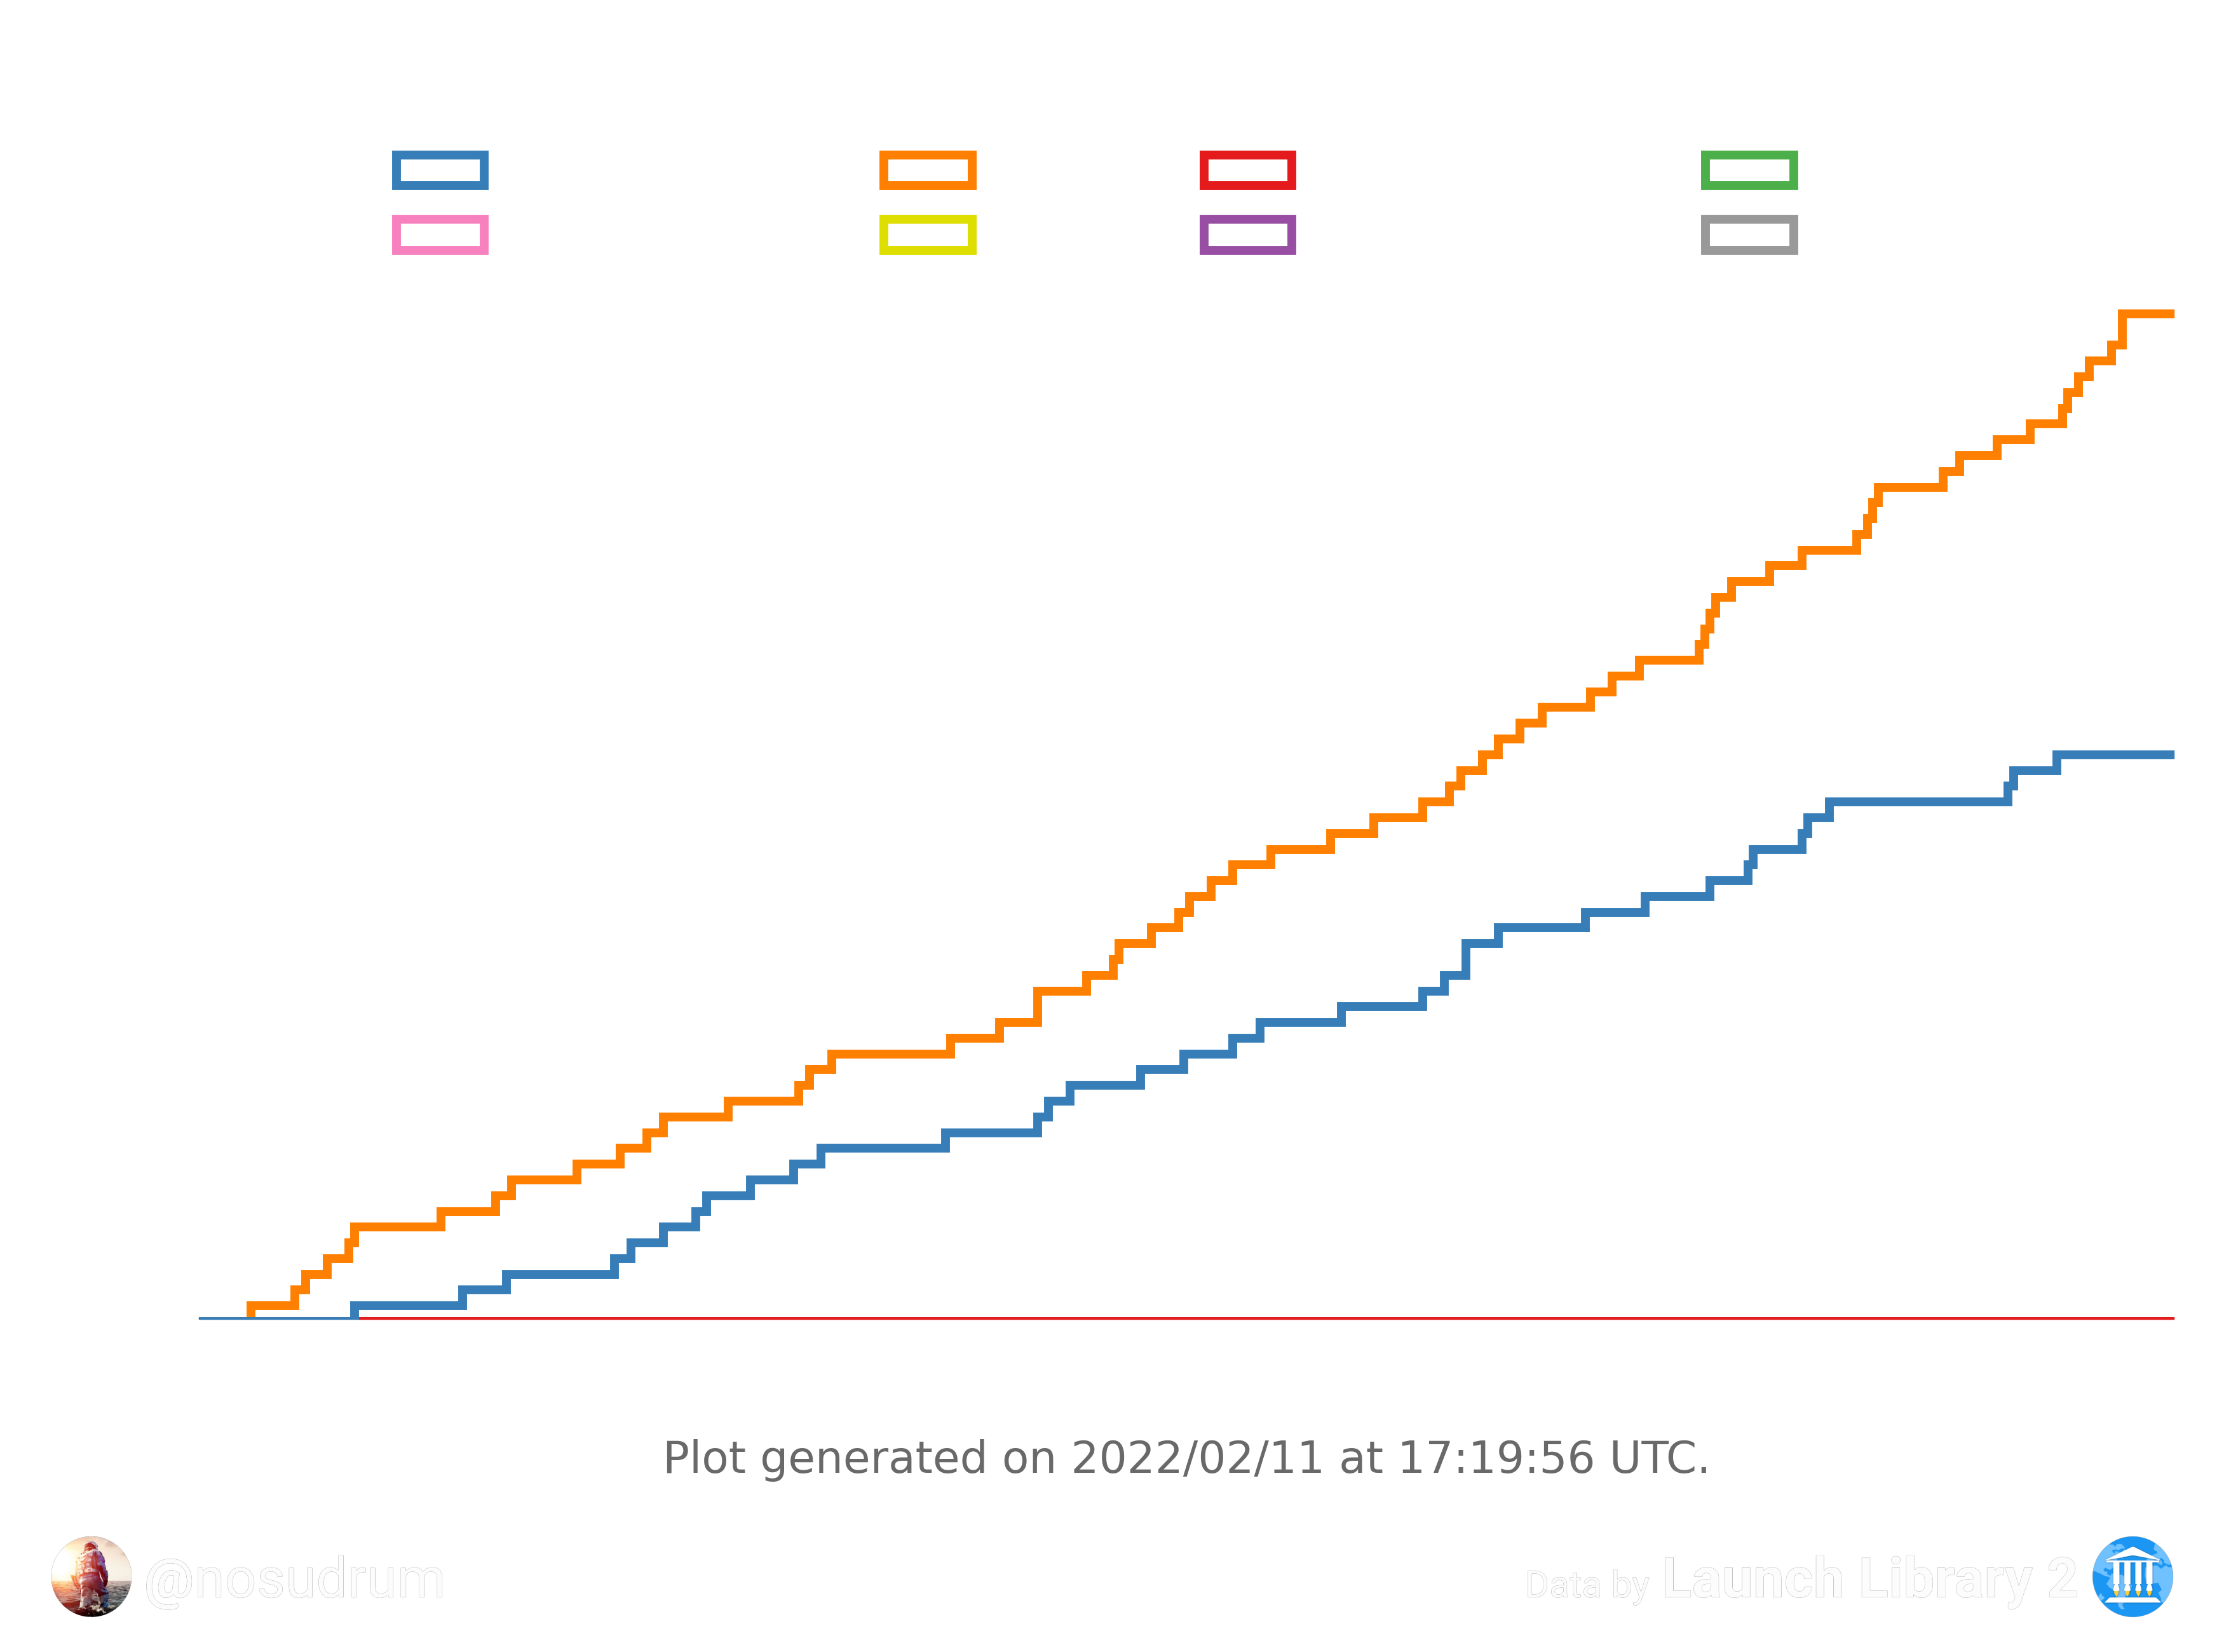 Plot generated on 2022/02/11 at 17:19:56 UTC.
@nosudrum
Data by Launch Library 2